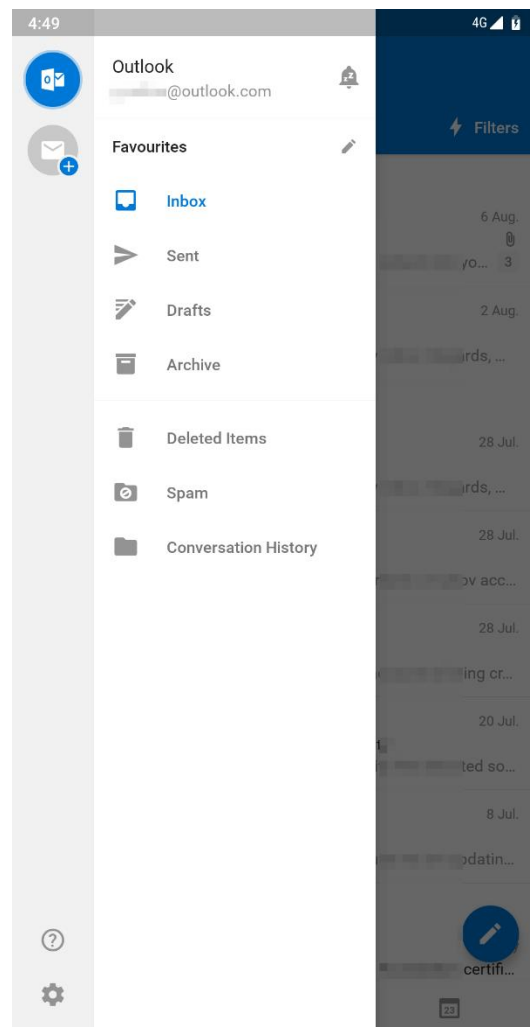 4:49
4G
Outlook
@outlook.com
Filters
Favourites
Inbox
6 Aug.
Sent
yo... 3
Drafts
2 Aug.
Archive
rds, ...
Deleted Items
28 Jul.
Spam
rds, ...
28 Jul.
Conversation History
ov acc...
28 Jul.
ing cr...
20 Jul.
ted so...
8 Jul.
datin...
certifi...
23